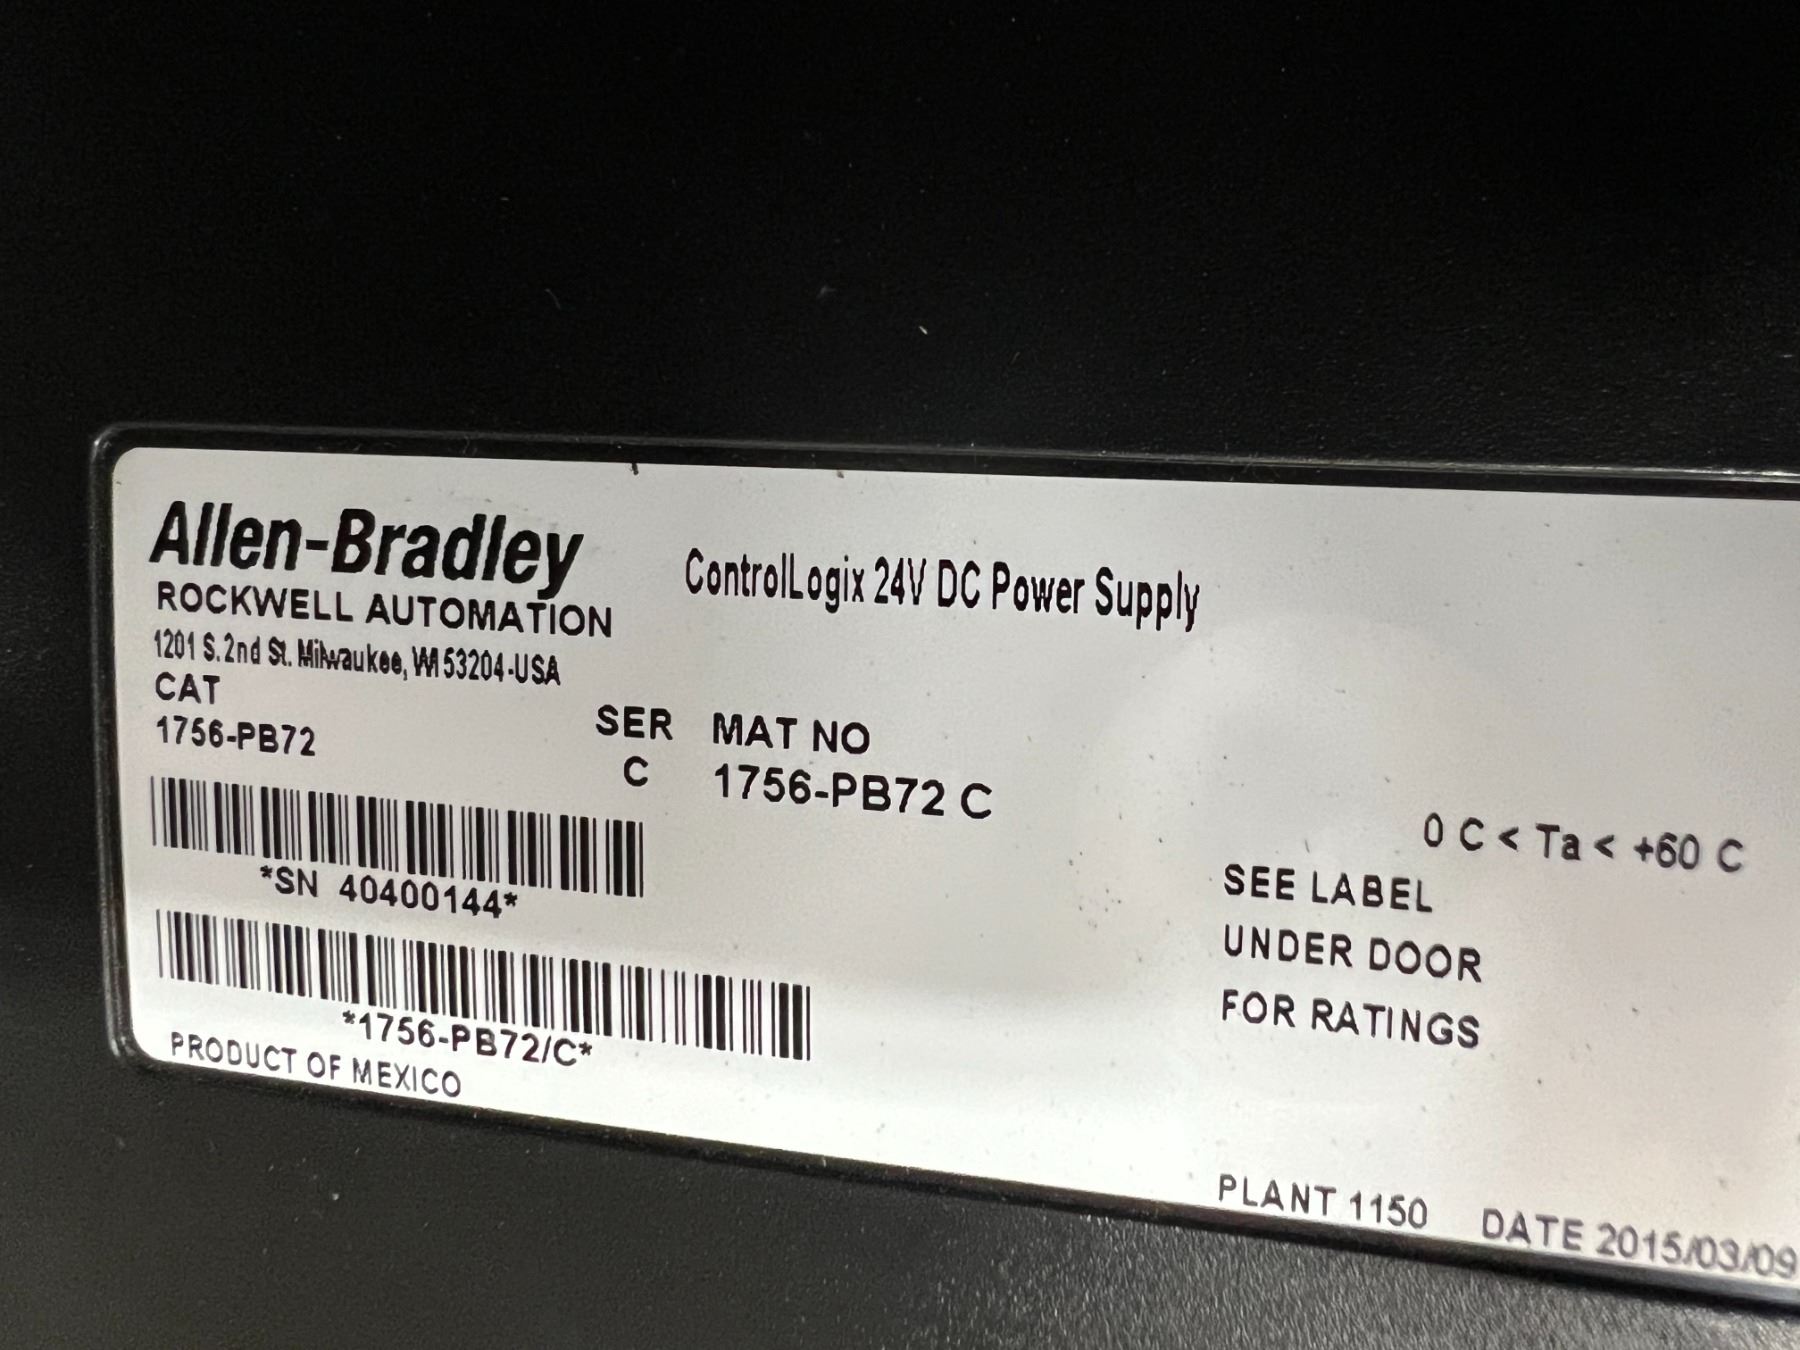 Allen-Bradley
ROCKWELL AUTOMATION
1201 S. 2nd St. Milwaukee, WI 53204-USA
ControlLogix 24V DC Power Supply
CAT
1756-PB72
SER
C
MAT NO
1756-PB72 C
*SN 40400144*
*1756-PB72/C*
PRODUCT OF MEXICO
0 C < Ta < +60 C
SEE LABEL
UNDER DOOR
FOR RATINGS
PLANT 1150 DATE 2015/03/09